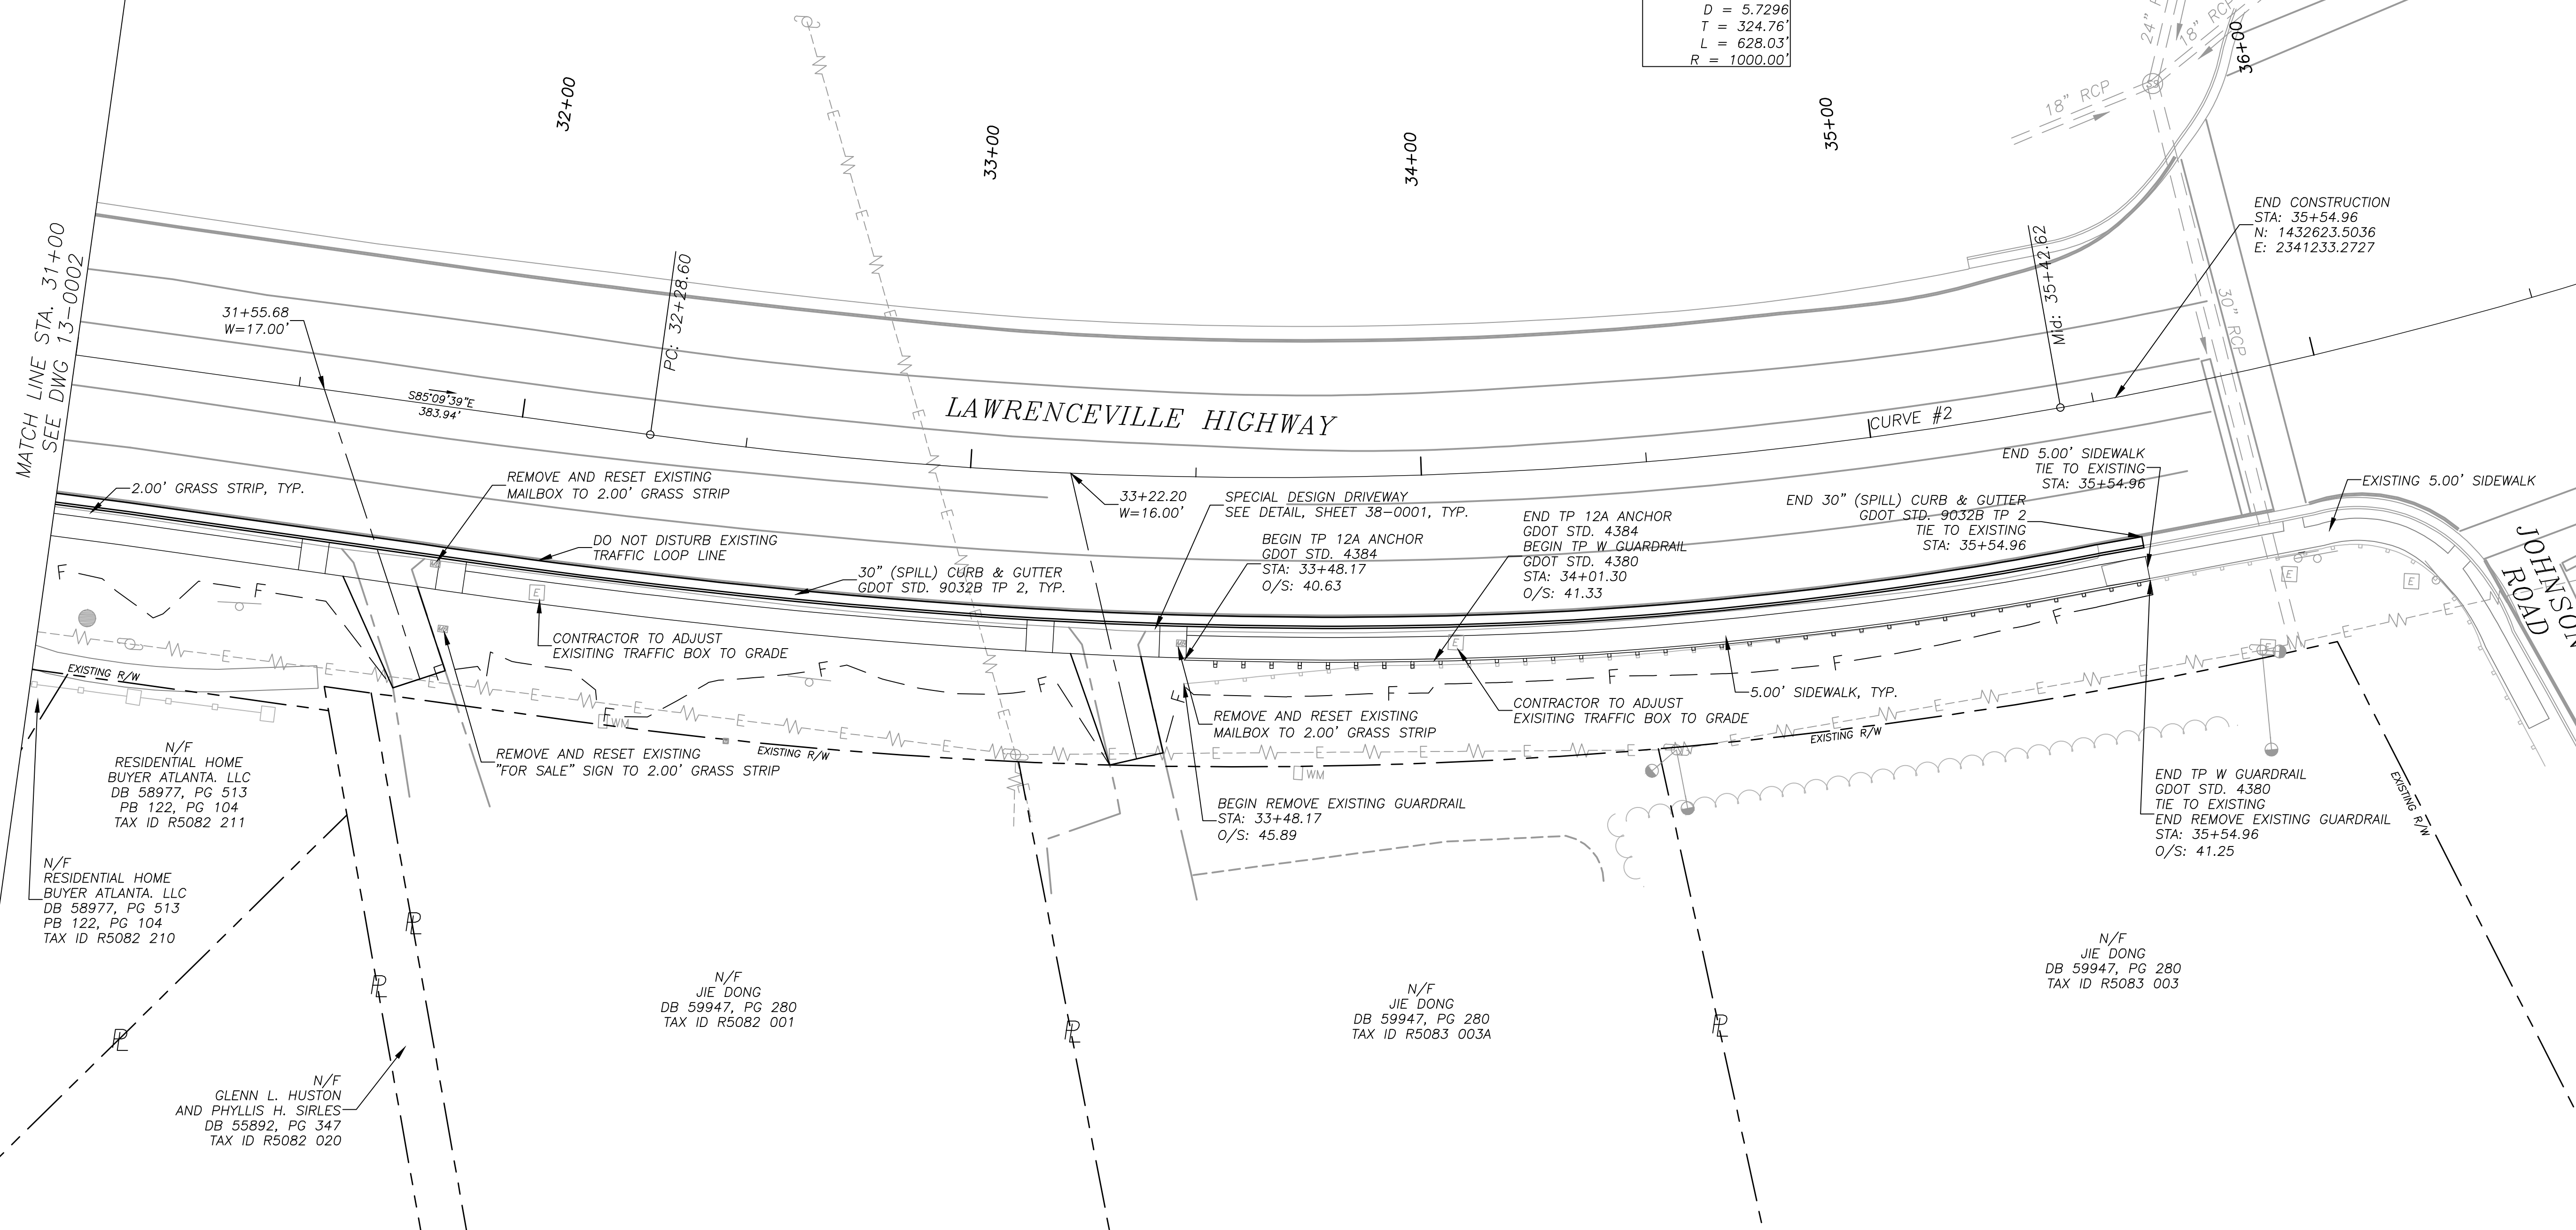 D = 5.7296
T = 324.76'
L = 628.03'
R = 1000.00'
24" R
18" RCP
18" RCP
36+00
32+00
33+00
34+00
35+00
MATCH LINE STA. 31+00
SEE DWG 13-0002
END CONSTRUCTION
STA: 35+54.96
N: 1432623.5036
E: 2341233.2727
PC: 32+28.60
Mid: 35+42.62
30" RCP
31+55.68
W=17.00'
S85°09'39"E
383.94'
LAWRENCEVILLE HIGHWAY
CURVE #2
2.00' GRASS STRIP, TYP.
REMOVE AND RESET EXISTING
MAILBOX TO 2.00' GRASS STRIP
33+22.20
W=16.00'
SPECIAL DESIGN DRIVEWAY
SEE DETAIL, SHEET 38-0001, TYP.
END 5.00' SIDEWALK
TIE TO EXISTING
STA: 35+54.96
EXISTING 5.00' SIDEWALK
END 30" (SPILL) CURB & GUTTER
GDOT STD. 9032B TP 2
TIE TO EXISTING
STA: 35+54.96
DO NOT DISTURB EXISTING
TRAFFIC LOOP LINE
BEGIN TP 12A ANCHOR
GDOT STD. 4384
STA: 33+48.17
O/S: 40.63
END TP 12A ANCHOR
GDOT STD. 4384
BEGIN TP W GUARDRAIL
GDOT STD. 4380
STA: 34+01.30
O/S: 41.33
30" (SPILL) CURB & GUTTER
GDOT STD. 9032B TP 2, TYP.
JOHNSON
ROAD
CONTRACTOR TO ADJUST
EXISITING TRAFFIC BOX TO GRADE
EXISTING R/W
5.00' SIDEWALK, TYP.
CONTRACTOR TO ADJUST
EXISITING TRAFFIC BOX TO GRADE
REMOVE AND RESET EXISTING
MAILBOX TO 2.00' GRASS STRIP
WM
EXISTING R/W
EXISTING R/W
REMOVE AND RESET EXISTING
"FOR SALE" SIGN TO 2.00' GRASS STRIP
WM
N/F
RESIDENTIAL HOME
BUYER ATLANTA. LLC
DB 58977, PG 513
PB 122, PG 104
TAX ID R5082 211
BEGIN REMOVE EXISTING GUARDRAIL
STA: 33+48.17
O/S: 45.89
END TP W GUARDRAIL
GDOT STD. 4380
TIE TO EXISTING
END REMOVE EXISTING GUARDRAIL
STA: 35+54.96
O/S: 41.25
EXISTING R/W
N/F
RESIDENTIAL HOME
BUYER ATLANTA. LLC
DB 58977, PG 513
PB 122, PG 104
TAX ID R5082 210
N/F
JIE DONG
DB 59947, PG 280
TAX ID R5082 001
N/F
JIE DONG
DB 59947, PG 280
TAX ID R5083 003A
N/F
JIE DONG
DB 59947, PG 280
TAX ID R5083 003
N/F
GLENN L. HUSTON
AND PHYLLIS H. SIRLES
DB 55892, PG 347
TAX ID R5082 020